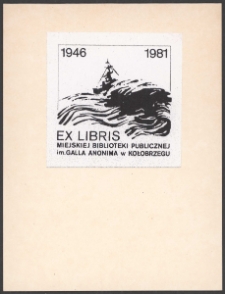 1946 1981
EX LIBRIS
MIEJSKIEJ BIBLIOTEKI PUBLICZNEJ
im. GALLA ANONIMA w KOŁOBRZEGU